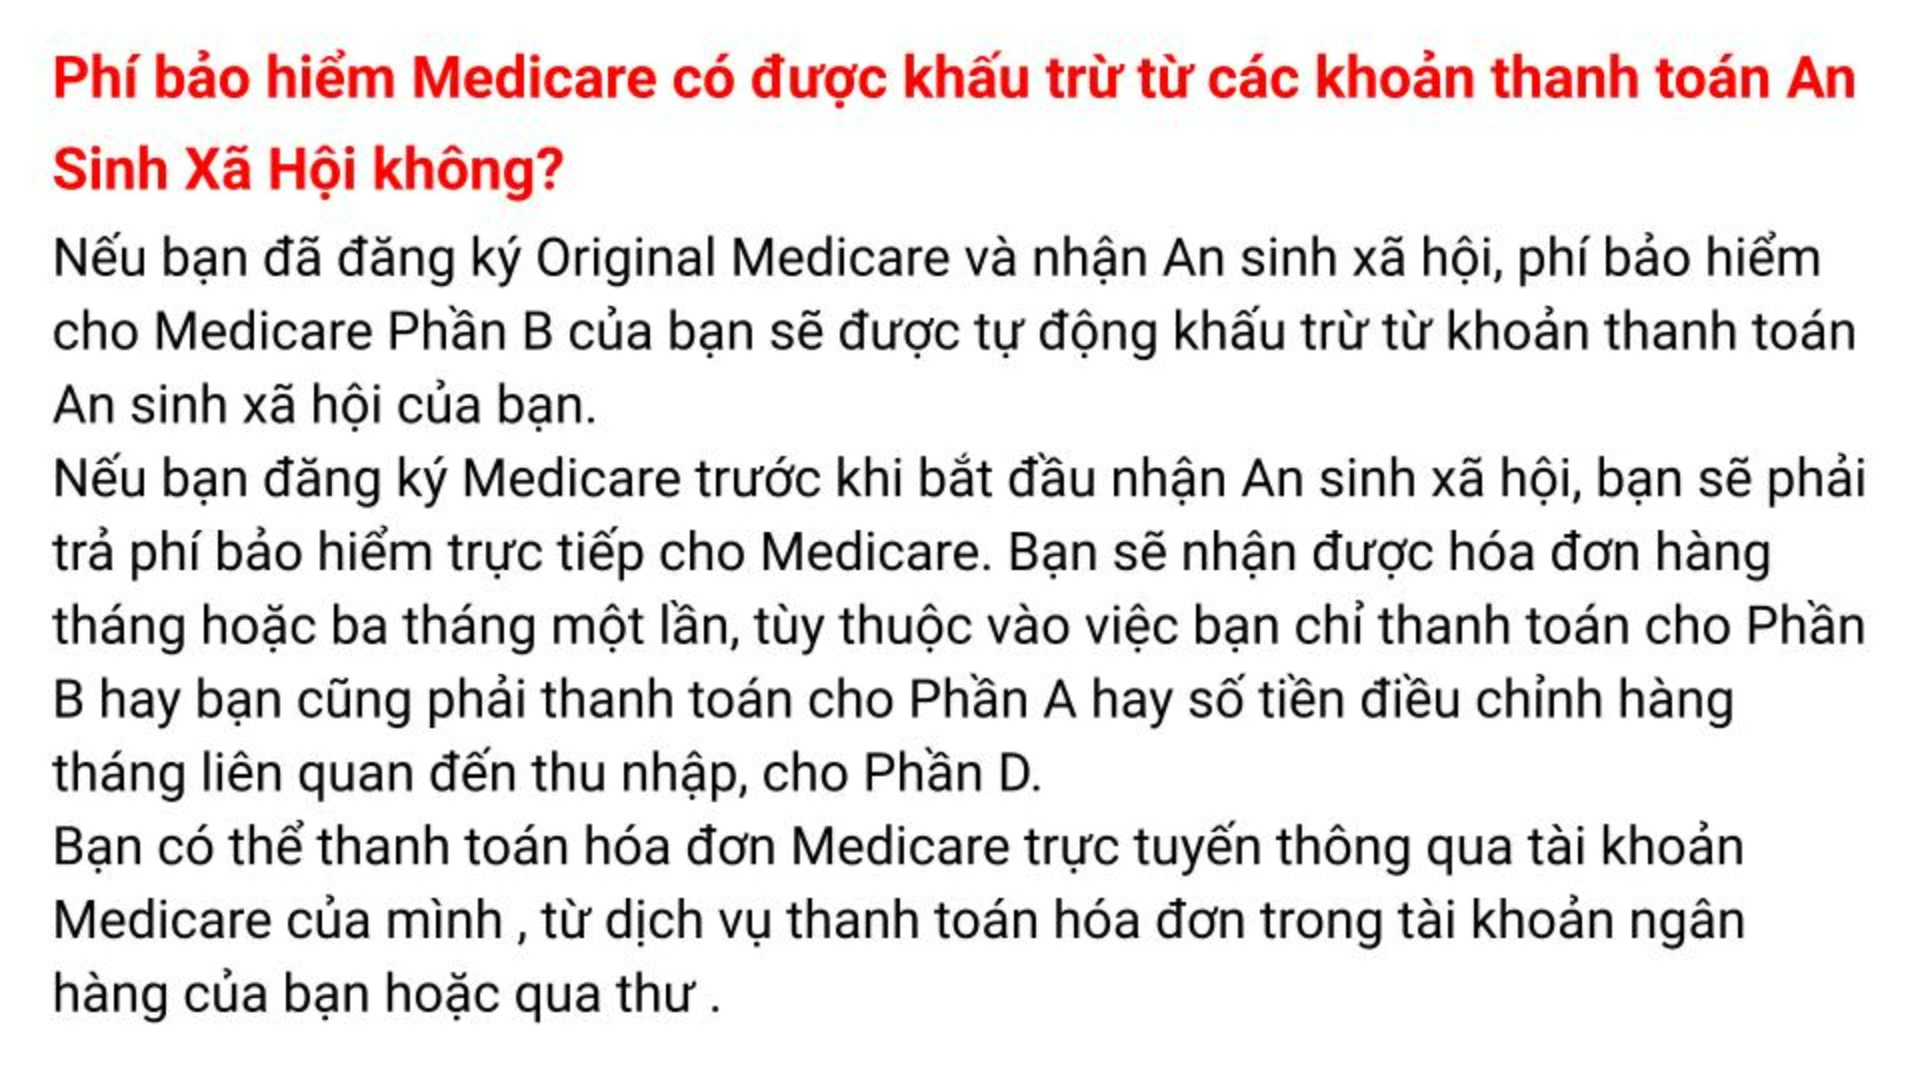 Phí bảo hiểm Medicare có được khấu trừ từ các khoản thanh toán An
Sinh Xã Hội không?
Nếu bạn đã đăng ký Original Medicare và nhận An sinh xã hội, phí bảo hiểm
cho Medicare Phần B của bạn sẽ được tự động khấu trừ từ khoản thanh toán
An sinh xã hội của bạn.
Nếu bạn đăng ký Medicare trước khi bắt đầu nhận An sinh xã hội, bạn sẽ phải
trả phí bảo hiểm trực tiếp cho Medicare. Bạn sẽ nhận được hóa đơn hàng
tháng hoặc ba tháng một lần, tùy thuộc vào việc bạn chỉ thanh toán cho Phần
B hay bạn cũng phải thanh toán cho Phần A hay số tiền điều chỉnh hàng
tháng liên quan đến thu nhập, cho Phần D.
Bạn có thể thanh toán hóa đơn Medicare trực tuyến thông qua tài khoản
Medicare của mình , từ dịch vụ thanh toán hóa đơn trong tài khoản ngân
hàng của bạn hoặc qua thư .